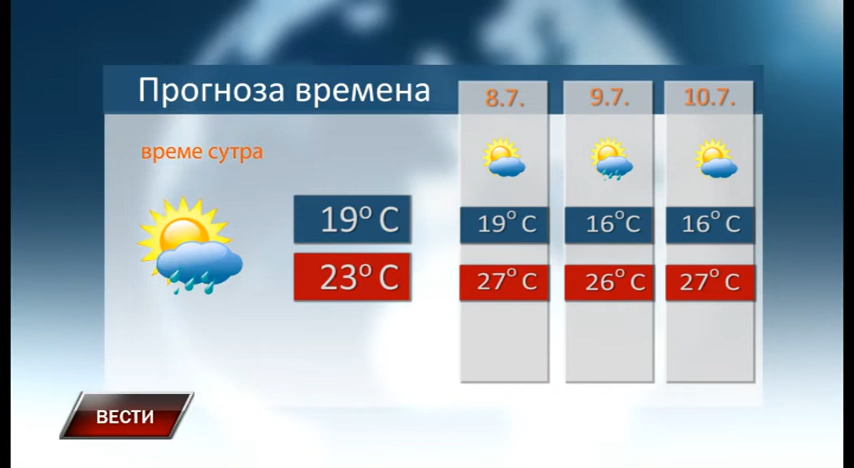 Прогноза времена
време сутра
19° C
23° C
8.7.
9.7.
10.7.
19° C
16°C
16° C
27° C
26° C
27° C
ВЕСТИ